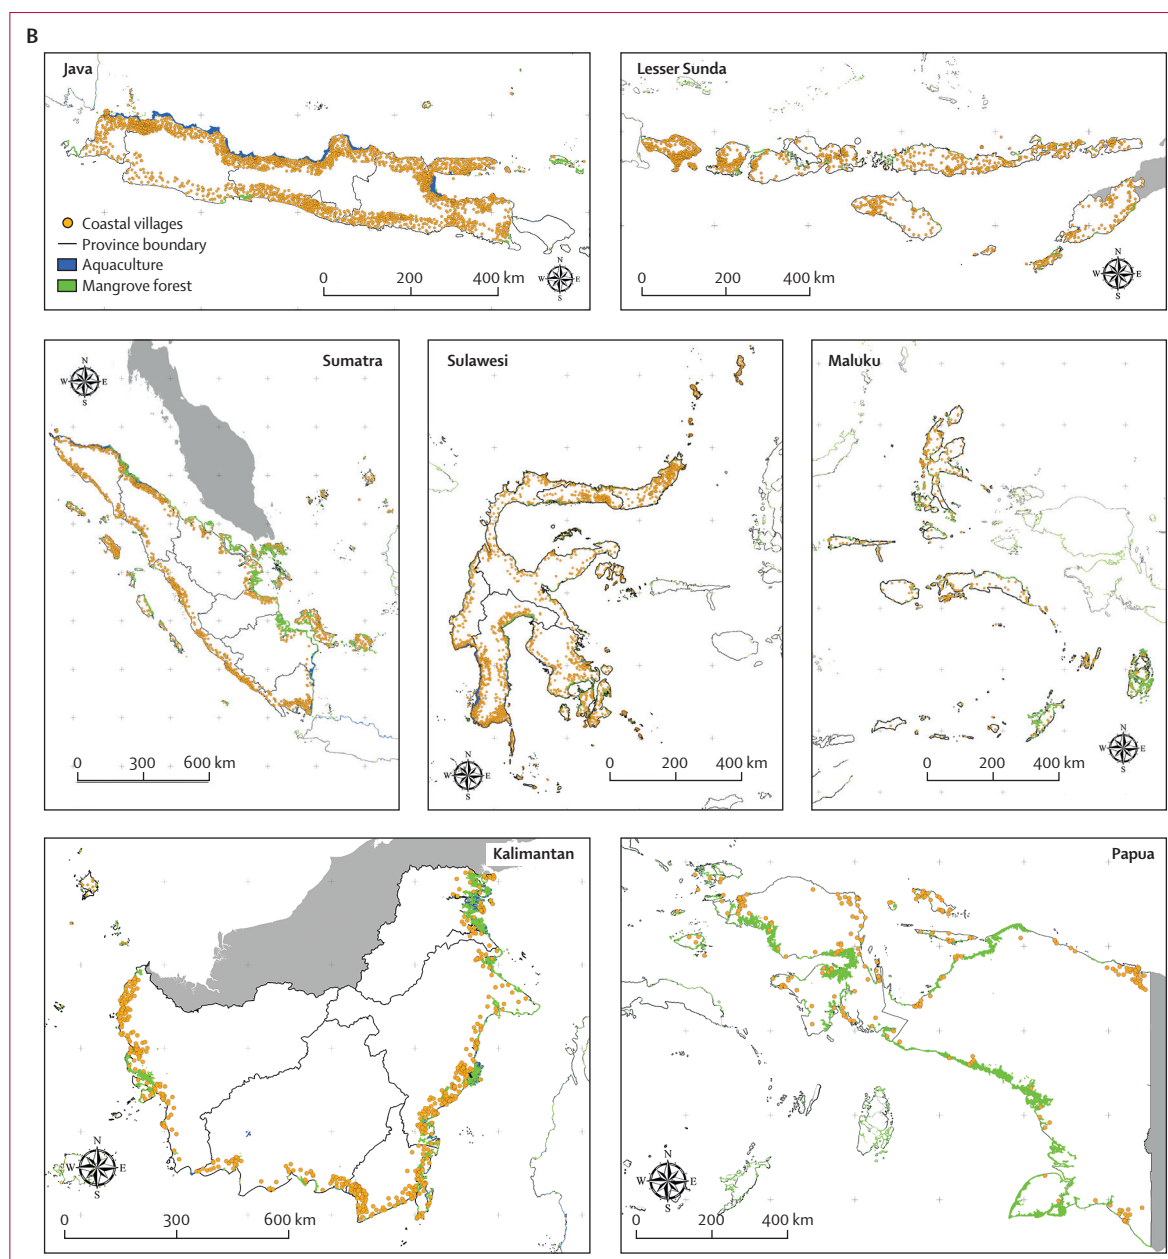 B
Java
Coastal villages
Province boundary
Aquaculture
Mangrove forest
0 200 400 km
N
W E
S
Lesser Sunda
0 200 400 km
N
W E
S
Sumatra
N
W E
S
0 300 600 km
Sulawesi
N
W E
S
0 200 400 km
Maluku
N
W E
S
0 200 400 km
Kalimantan
N
W E
S
0 300 600 km
Papua
N
W E
S
0 200 400 km